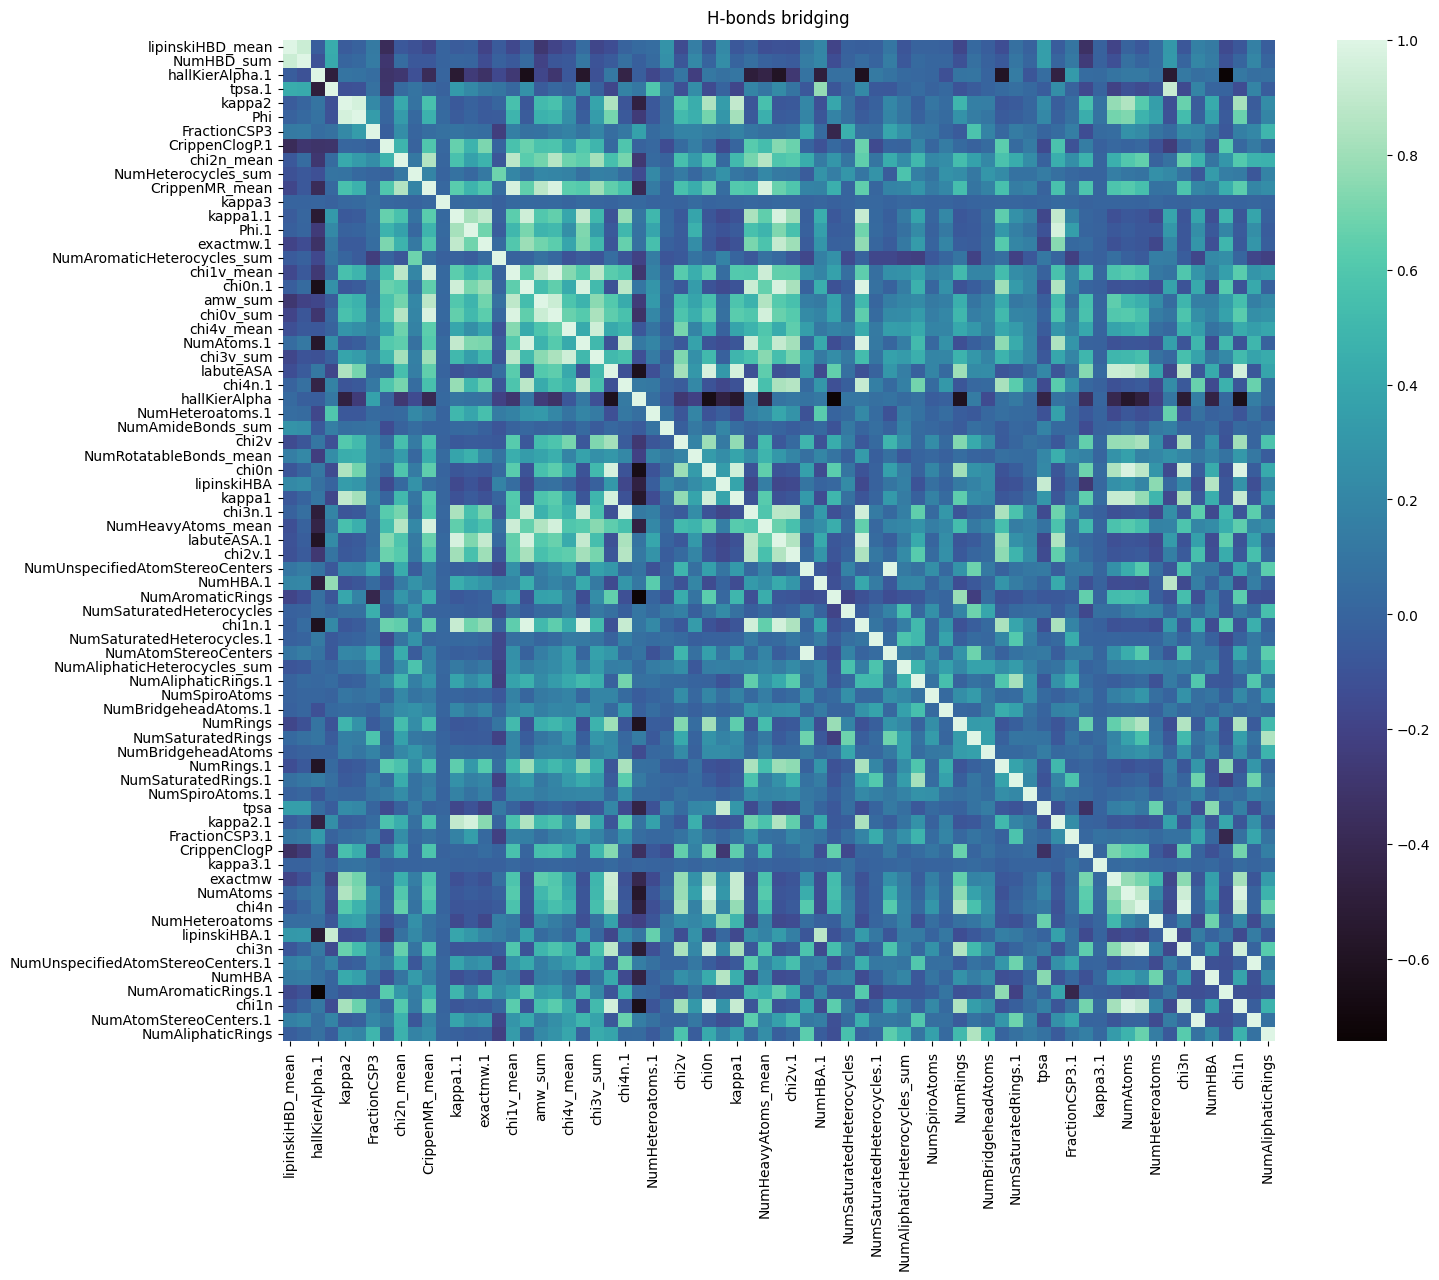 H-bonds bridging
lipinskiHBD_mean
NumHBD_sum
hallKierAlpha.1
tpsa.1
kappa2
Phi
FractionCSP3
CrippenClogP.1
chi2n_mean
NumHeterocycles_sum
CrippenMR_mean
kappa3
kappa1.1
Phi.1
exactmw.1
NumAromaticHeterocycles_sum
chi1v_mean
chi0n.1
amw_sum
chi0v_sum
chi4v_mean
NumAtoms.1
chi3v_sum
labuteASA
chi4n.1
hallKierAlpha
NumHeteroatoms.1
NumAmideBonds_sum
chi2v
NumRotatableBonds_mean
chi0n
lipinskiHBA
kappa1
chi3n.1
NumHeavyAtoms_mean
labuteASA.1
chi2v.1
NumUnspecifiedAtomStereoCenters
NumHBA.1
NumAromaticRings
NumSaturatedHeterocycles
chi1n.1
NumSaturatedHeterocycles.1
NumAtomStereoCenters
NumAliphaticHeterocycles_sum
NumAliphaticRings.1
NumSpiroAtoms
NumBridgeheadAtoms.1
NumRings
NumSaturatedRings
NumBridgeheadAtoms
NumRings.1
NumSaturatedRings.1
NumSpiroAtoms.1
tpsa
kappa2.1
FractionCSP3.1
CrippenClogP
kappa3.1
exactmw
NumAtoms
chi4n
NumHeteroatoms
lipinskiHBA.1
chi3n
NumUnspecifiedAtomStereoCenters.1
NumHBA
NumAromaticRings.1
chi1n
NumAtomStereoCenters.1
NumAliphaticRings
lipinskiHBD_mean
hallKierAlpha.1
kappa2
FractionCSP3
chi2n_mean
CrippenMR_mean
kappa1.1
exactmw.1
chi1v_mean
amw_sum
chi4v_mean
chi3v_sum
chi4n.1
NumHeteroatoms.1
chi2v
chi0n
kappa1
NumHeavyAtoms_mean
chi2v.1
NumHBA.1
NumSaturatedHeterocycles
NumSaturatedHeterocycles.1
NumAliphaticHeterocycles_sum
NumSpiroAtoms
NumRings
NumBridgeheadAtoms
NumSaturatedRings.1
tpsa
FractionCSP3.1
kappa3.1
NumAtoms
NumHeteroatoms
chi3n
NumHBA
chi1n
NumAliphaticRings
1.0
0.8
0.6
0.4
0.2
0.0
−0.2
−0.4
−0.6